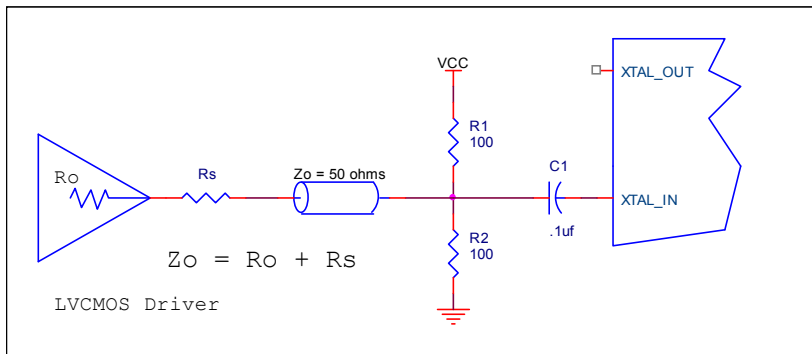 VCC
XTAL_OUT
R1
100
Ro
Rs
Zo = 50 ohms
C1
XTAL_IN
.1uf
R2
100
Zo = Ro + Rs
LVCMOS Driver